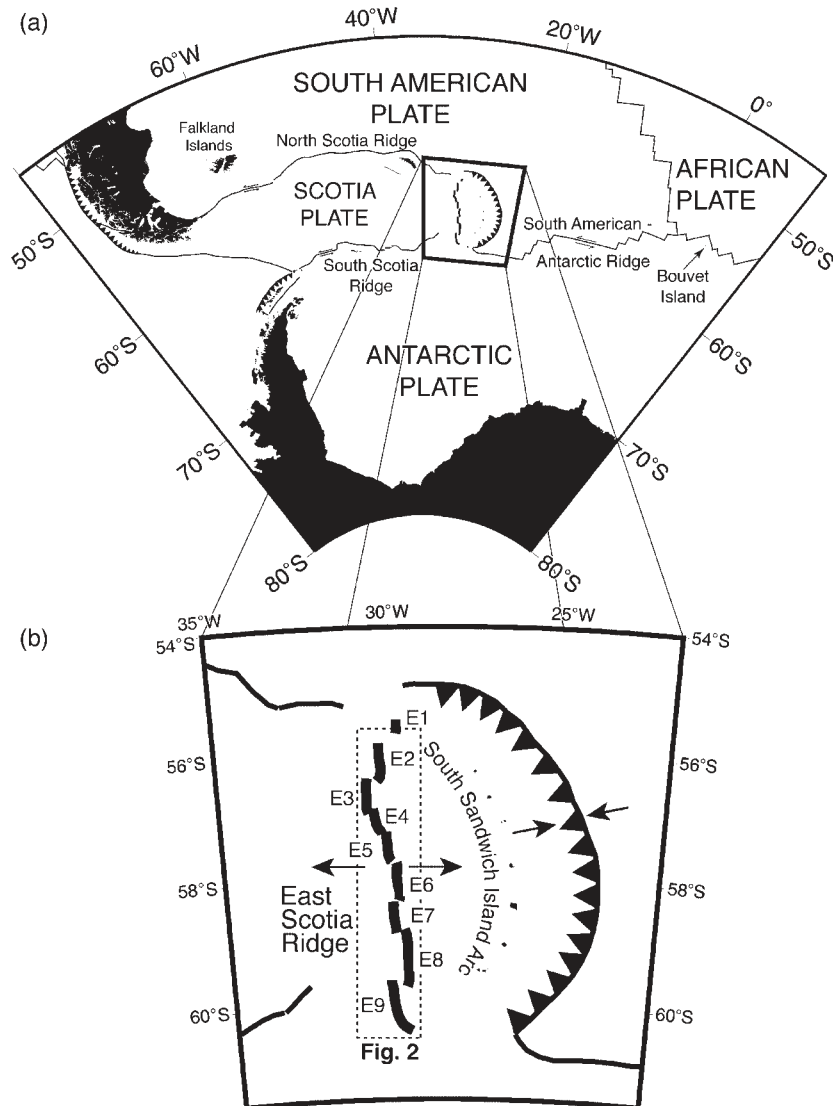 (a)
40°W
20°W
60°W
0°
SOUTH AMERICAN
PLATE
Falkland
Islands
North Scotia Ridge
AFRICAN
PLATE
SCOTIA
PLATE
South American -
Antarctic Ridge
50°S
50°S
South Scotia
Ridge
Bouvet
Island
60°S
60°S
ANTARCTIC
PLATE
70°S
70°S
80°S
80°S
(b)
35°W
30°W
25°W
54°S
54°S
E1
E2
56°S
56°S
E3
E4
E5
South Sandwich Island Arc
E6
58°S
58°S
East
Scotia
Ridge
E7
E8
E9
60°S
60°S
Fig. 2